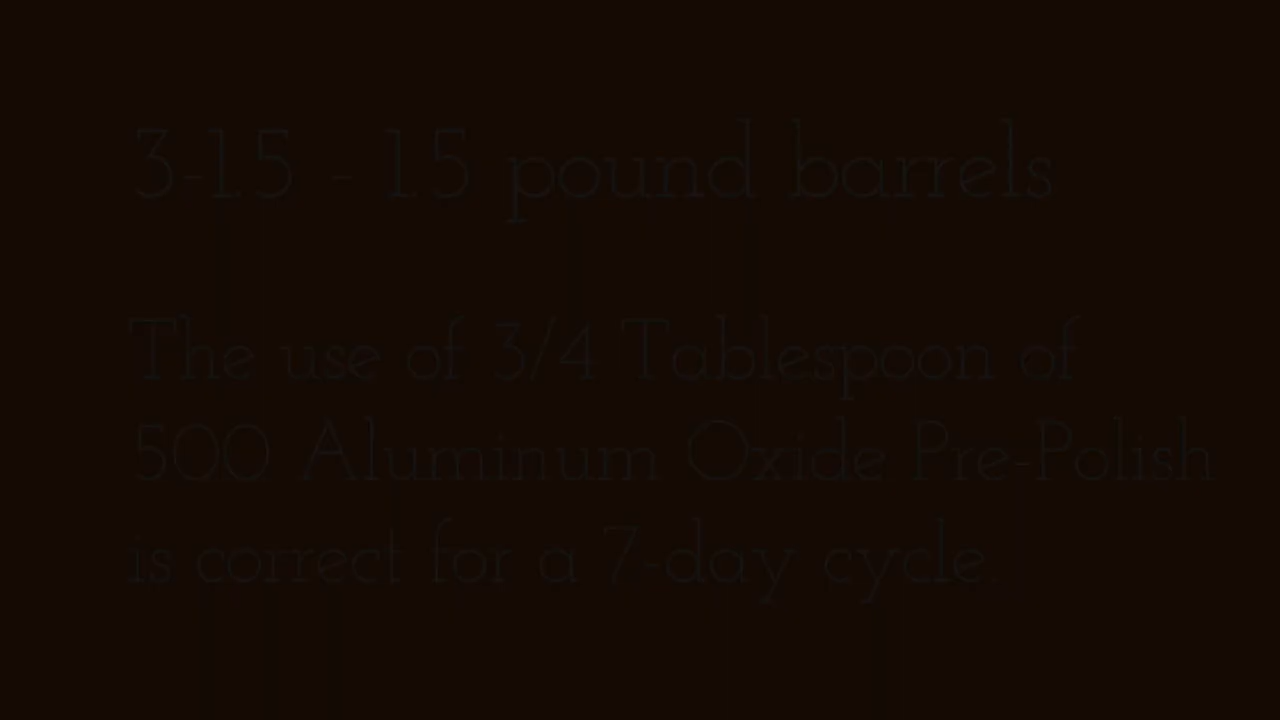 3-15 - 15 pound barrels
The use of 3/4 Tablespoon of
500 Aluminum Oxide Pre-Polish
is correct for a 7-day cycle.